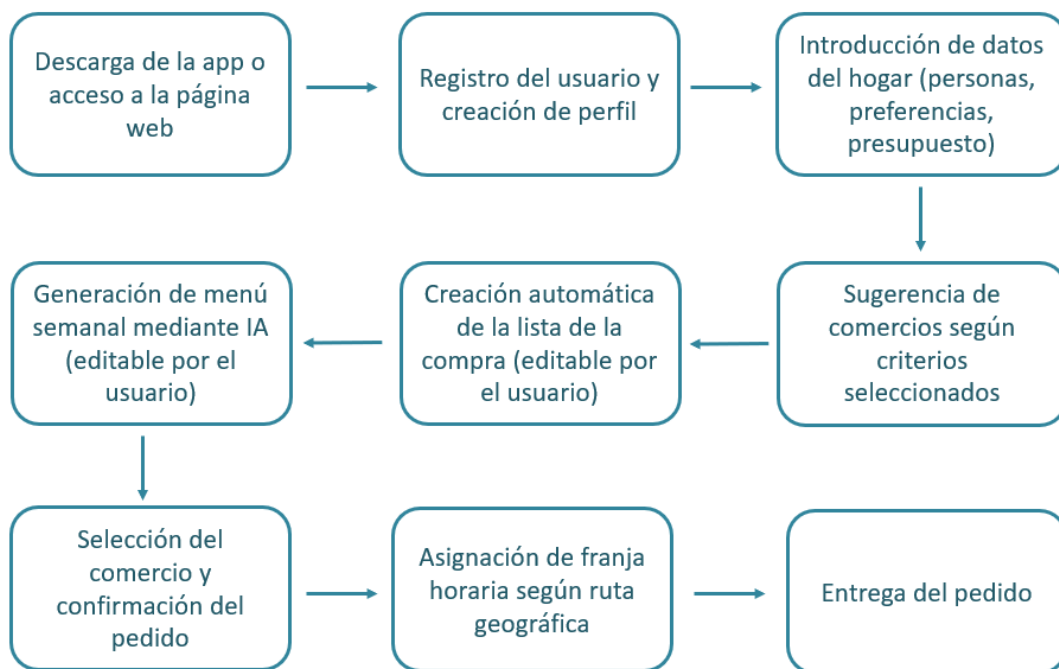 Descarga de la app o
acceso a la página
web
Registro del usuario y
creación de perfil
Introducción de datos
del hogar (personas,
preferencias,
presupuesto)
Sugerencia de
comercios según
criterios
seleccionados
Creación automática
de la lista de la
compra (editable por
el usuario)
Generación de menú
semanal mediante IA
(editable por el
usuario)
Selección del
comercio y
confirmación del
pedido
Asignación de franja
horaria según ruta
geográfica
Entrega del pedido